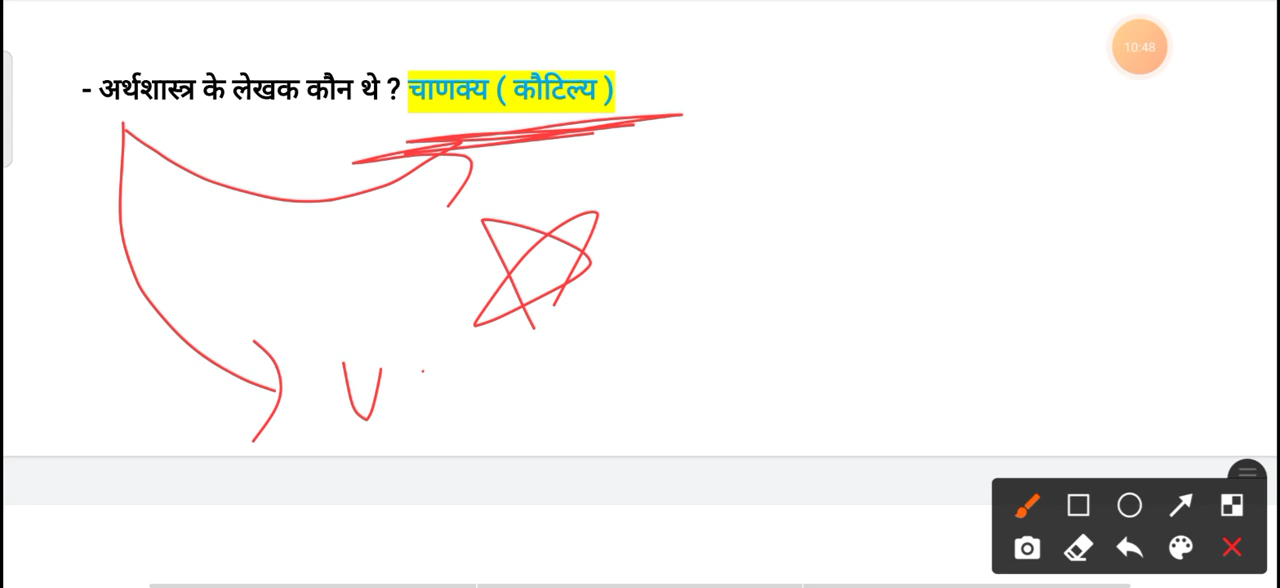 10:48
- अर्थशास्त्र के लेखक कौन थे ? चाणक्य ( कौटिल्य )
V